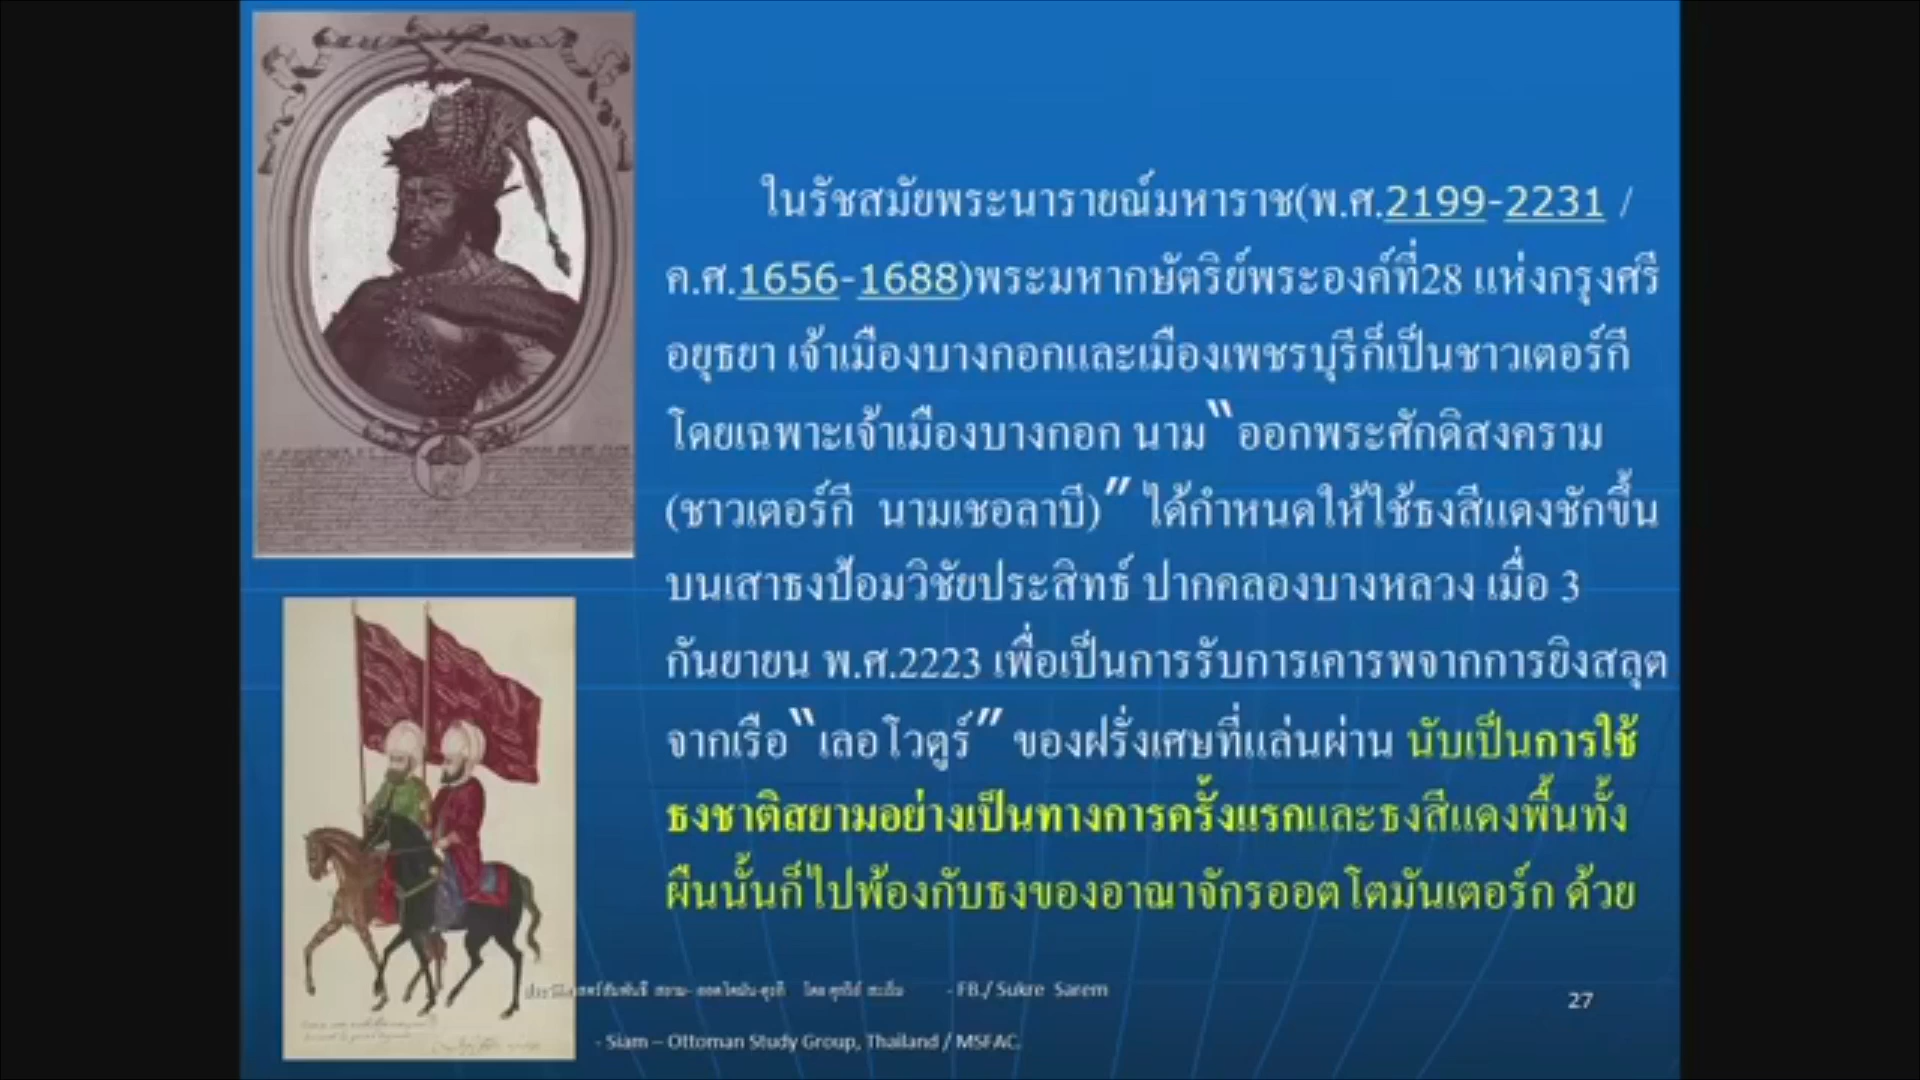 ในรัชสมัยพระนารายณ์มหาราช(พ.ศ.2199-2231 /
ค.ศ.1656-1688)พระมหากษัตริย์พระองค์ที่28 แห่งกรุงศรี
อยุธยา เจ้าเมืองบางกอกและเมืองเพชรบุรีก็เป็นชาวเตอร์กี
โดยเฉพาะเจ้าเมืองบางกอก นาม“ออกพระศักดิสงคราม
(ชาวเตอร์กี นามเชอลาบี)” ได้กำหนดให้ใช้ธงสีแดงชักขึ้น
บนเสาธงป้อมวิชัยประสิทธ์ ปากคลองบางหลวง เมื่อ 3
กันยายน พ.ศ.2223 เพื่อเป็นการรับการเคารพจากการยิงสลุต
จากเรือ“เลอโวตูร์” ของฝรั่งเศษที่แล่นผ่าน นับเป็นการใช้
ธงชาติสยามอย่างเป็นทางการครั้งแรกและธงสีแดงพื้นทั้ง
ผืนนั้นก็ไปพ้องกับธงของอาณาจักรออตโตมันเตอร์ก ด้วย
สยาม- ออตโตมัน-ตุรกี โดย - FB./ Sukre Sarem
27
- Siam – Ottoman Study Group, Thailand / MSFAC.